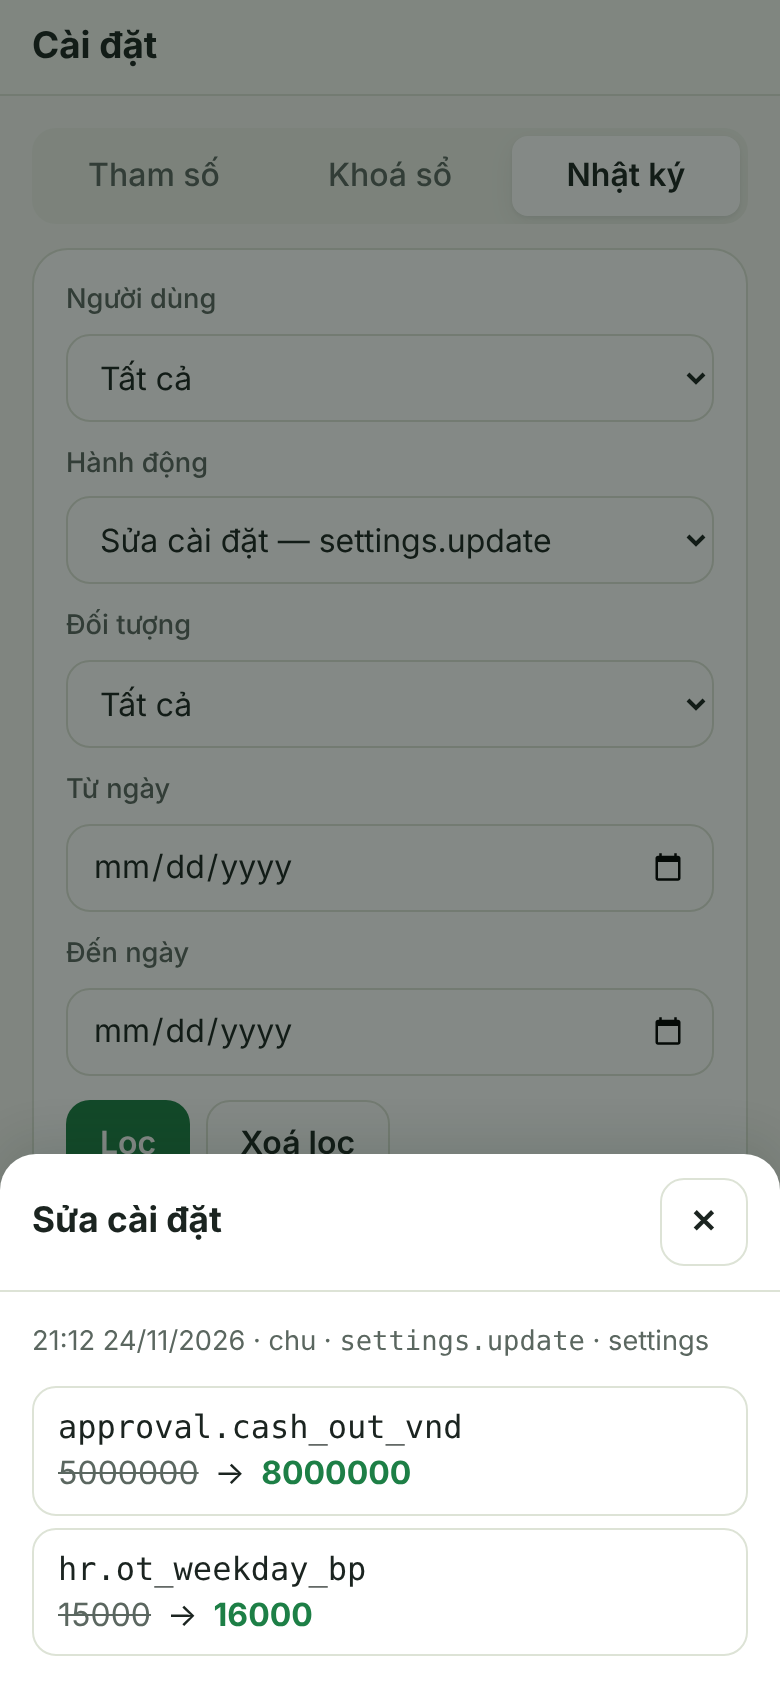 Cài đặt
Tham số
Khoá sổ
Nhật ký
Người dùng
Tất cả
Hành động
Sửa cài đặt — settings.update
Đối tượng
Tất cả
Từ ngày
mm/dd/yyyy
Đến ngày
mm/dd/yyyy
Lọc
Xoá lọc
Sửa cài đặt
21:12 24/11/2026 · chu · settings.update · settings
approval.cash_out_vnd
5000000 → 8000000
hr.ot_weekday_bp
15000 → 16000